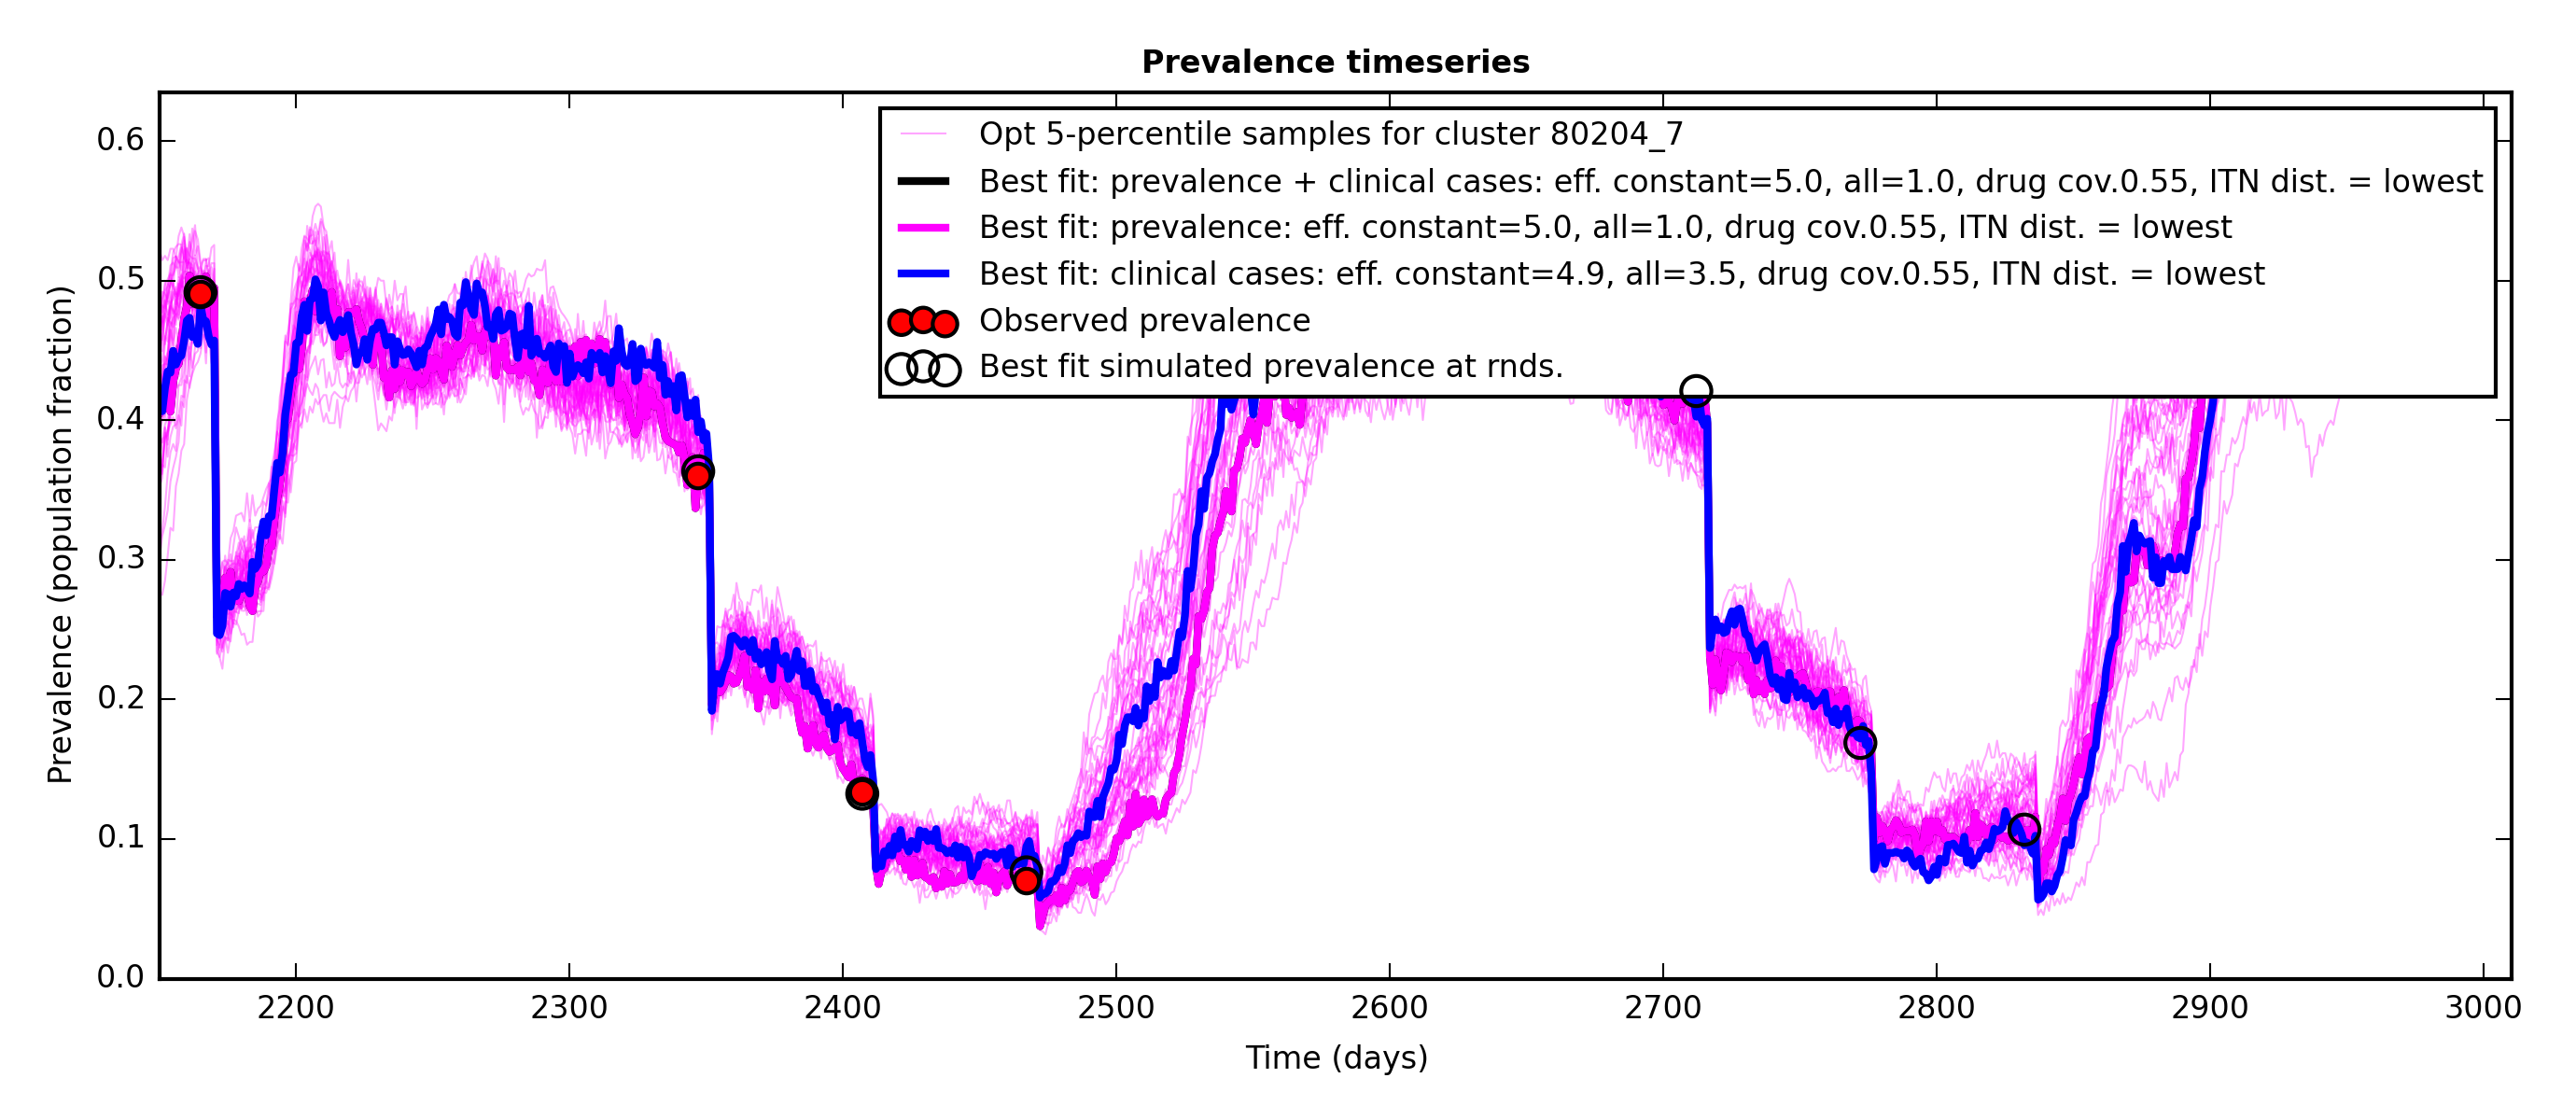 Prevalence timeseries
Opt 5-percentile samples for cluster 80204_7
Best fit: prevalence + clinical cases: eff. constant=5.0, all=1.0, drug cov.0.55, ITN dist. = lowest
Best fit: prevalence: eff. constant=5.0, all=1.0, drug cov.0.55, ITN dist. = lowest
Best fit: clinical cases: eff. constant=4.9, all=3.5, drug cov.0.55, ITN dist. = lowest
Observed prevalence
Best fit simulated prevalence at rnds.
Prevalence (population fraction)
0.6
0.5
0.4
0.3
0.2
0.1
0.0
2200 2300 2400 2500 2600 2700 2800 2900 3000
Time (days)